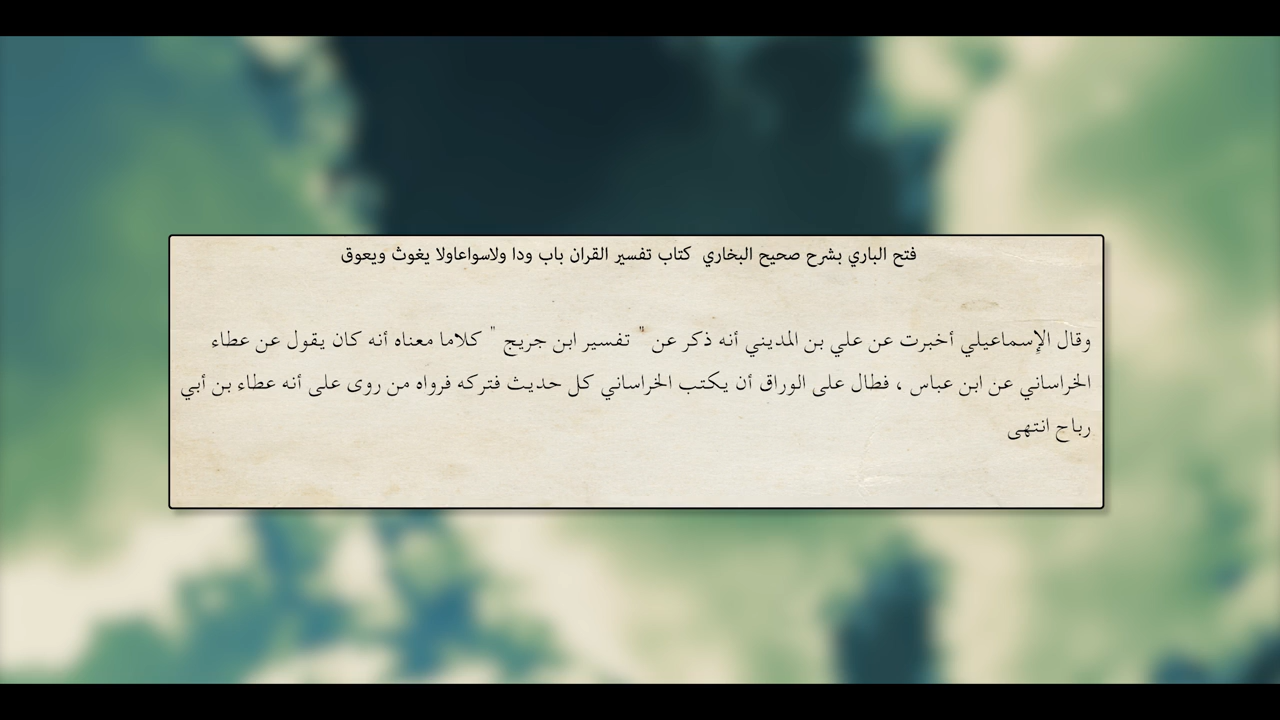 فتح الباري بشرح صحيح البخاري كتاب تفسير القران باب ودا ولاسواعاولا يغوث ويعوق
وقال الإسماعيلي أخبرت عن علي بن المديني أنه ذكر عن " تفسير ابن جريج " كلاما معناه أنه كان يقول عن عطاء
الخراساني عن ابن عباس ، فطال على الوراق أن يكتب الخراساني كل حديث فتركه فرواه من روى على أنه عطاء بن أبي
رباح انتهى